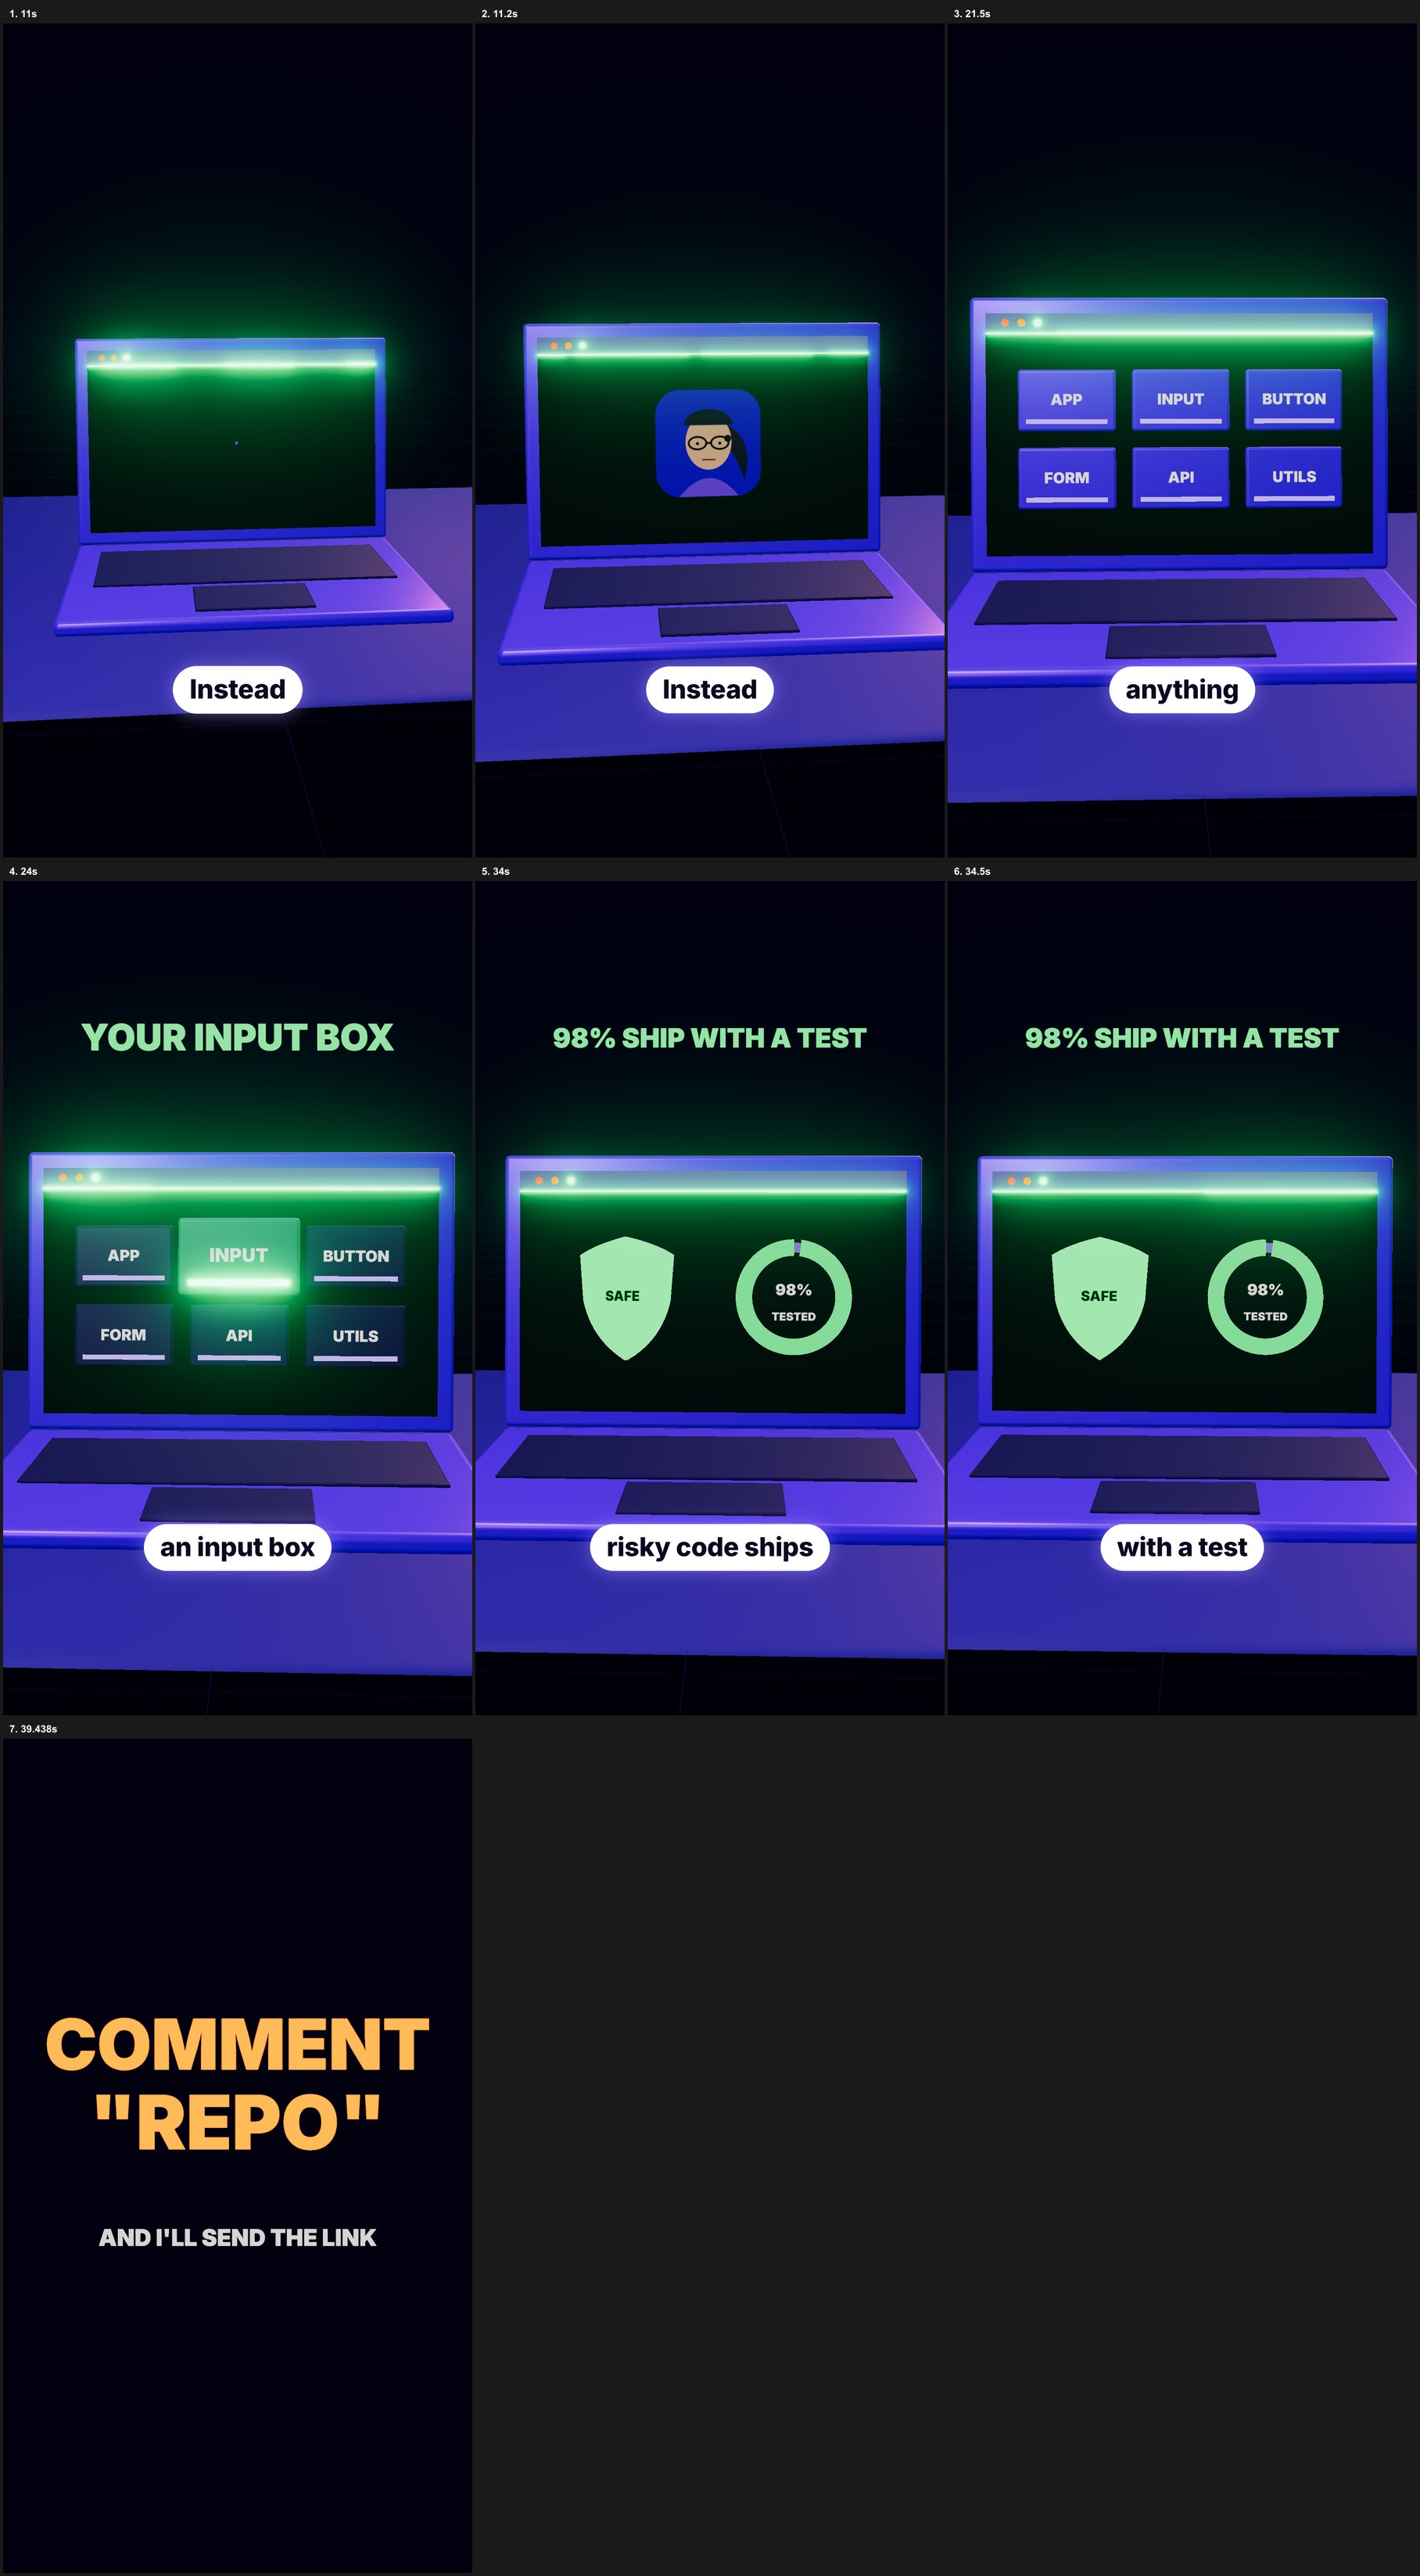 1. 11s
Instead
2. 11.2s
Instead
3. 21.5s
APP INPUT BUTTON
FORM API UTILS
anything
4. 24s
YOUR INPUT BOX
APP INPUT BUTTON
FORM API UTILS
an input box
5. 34s
98% SHIP WITH A TEST
SAFE
98%
TESTED
risky code ships
6. 34.5s
98% SHIP WITH A TEST
SAFE
98%
TESTED
with a test
7. 39.438s
COMMENT
"REPO"
AND I'LL SEND THE LINK